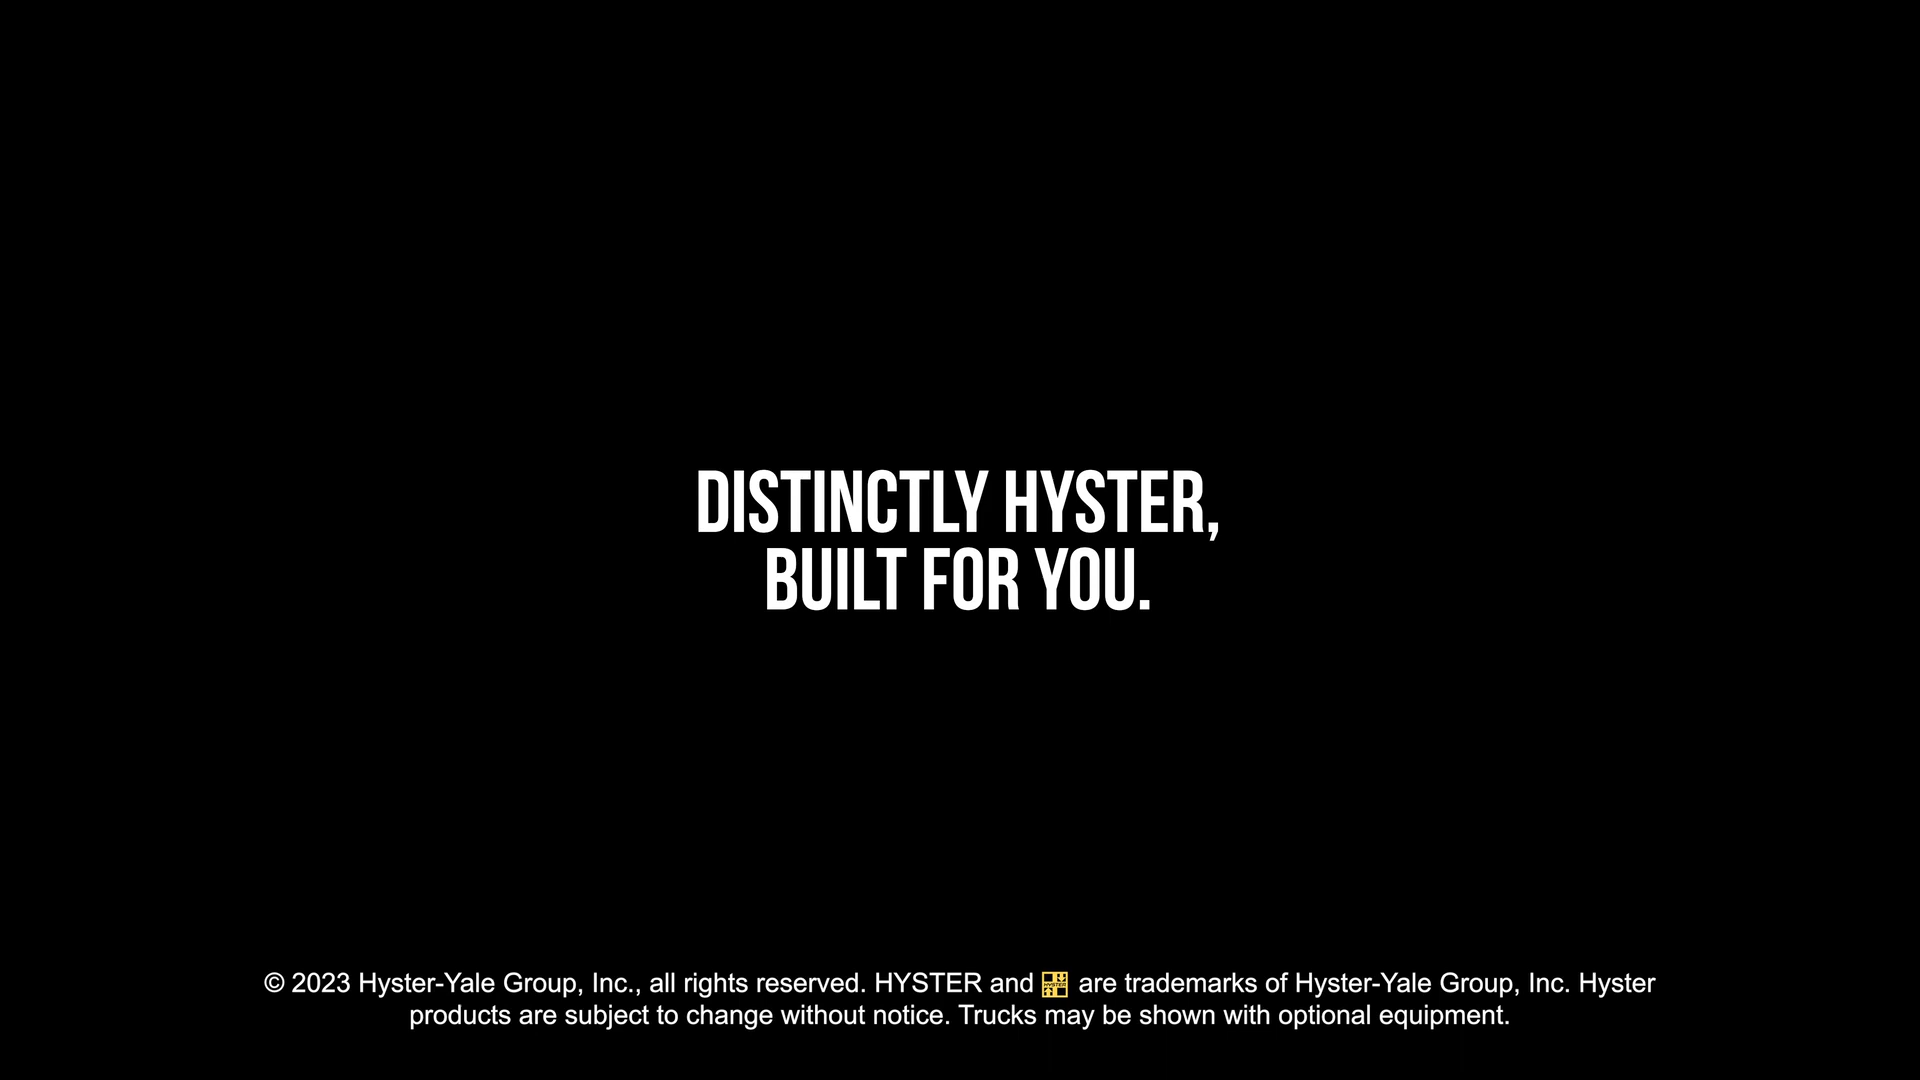 DISTINCTLY HYSTER,
BUILT FOR YOU.
© 2023 Hyster-Yale Group, Inc., all rights reserved. HYSTER and HYSTER are trademarks of Hyster-Yale Group, Inc. Hyster
products are subject to change without notice. Trucks may be shown with optional equipment.